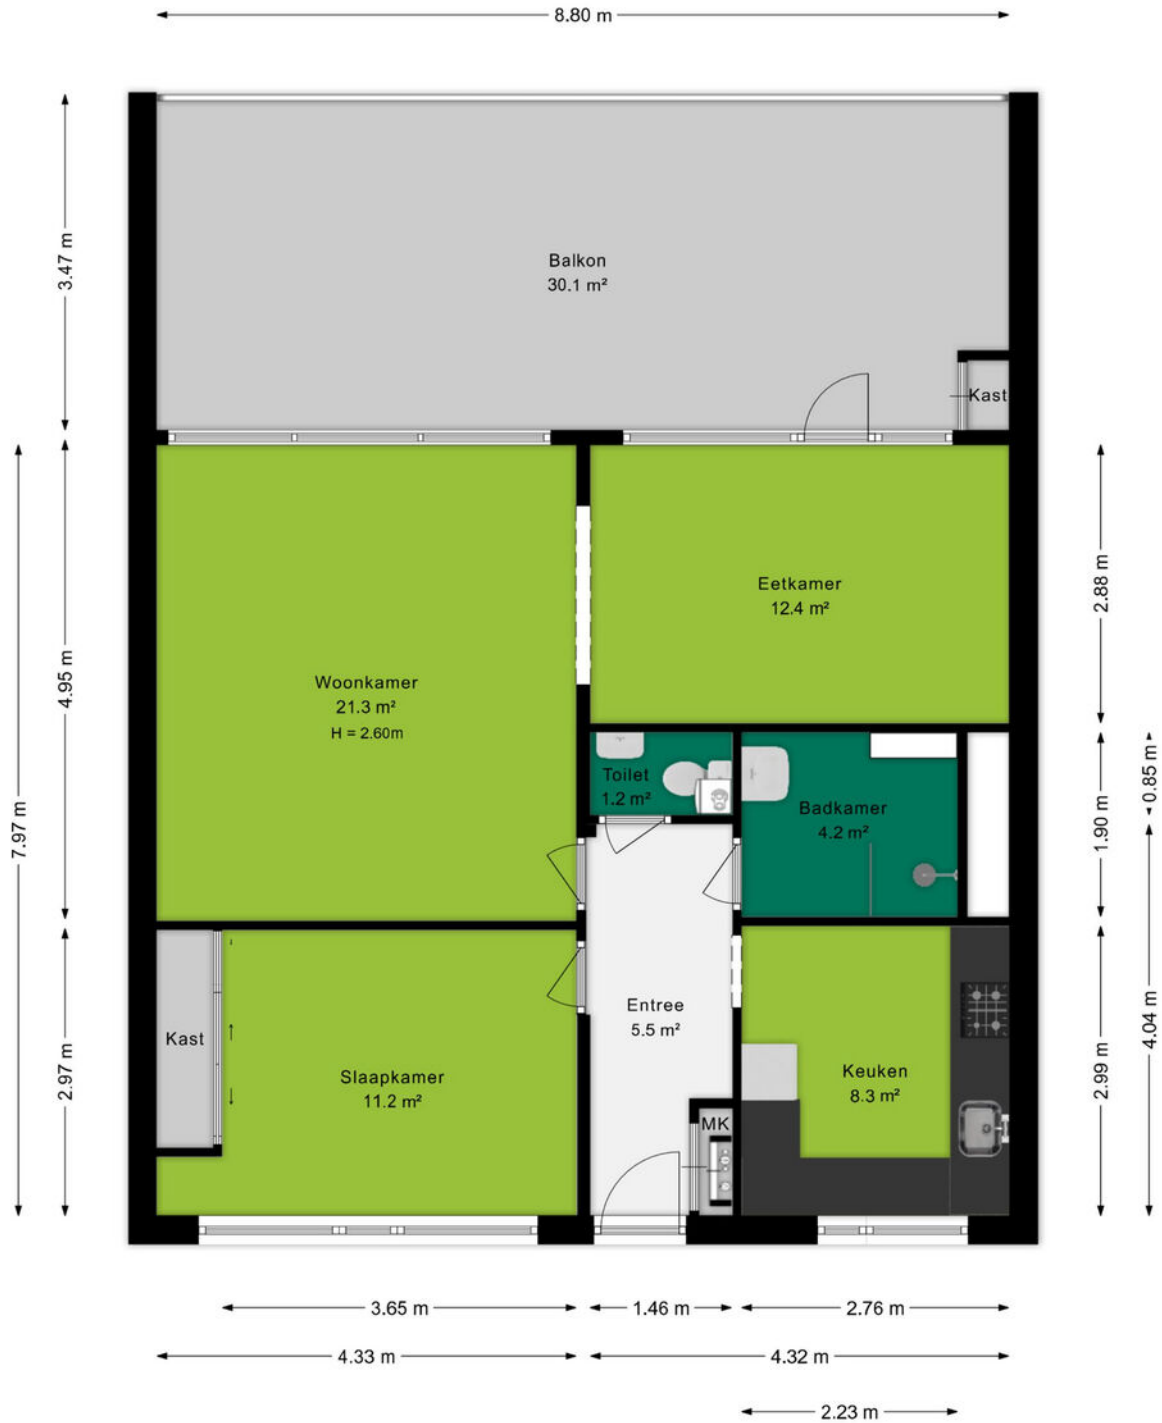 8.80 m
3.47 m
Balkon
30.1 m²
Kast
7.97 m
4.95 m
Woonkamer
21.3 m²
H = 2.60m
Eetkamer
12.4 m²
2.88 m
Toilet
1.2 m²
Badkamer
4.2 m²
1.90 m
0.85 m
2.97 m
Kast
Slaapkamer
11.2 m²
Entree
5.5 m²
MK
Keuken
8.3 m²
2.99 m
4.04 m
3.65 m
1.46 m
2.76 m
4.33 m
4.32 m
2.23 m